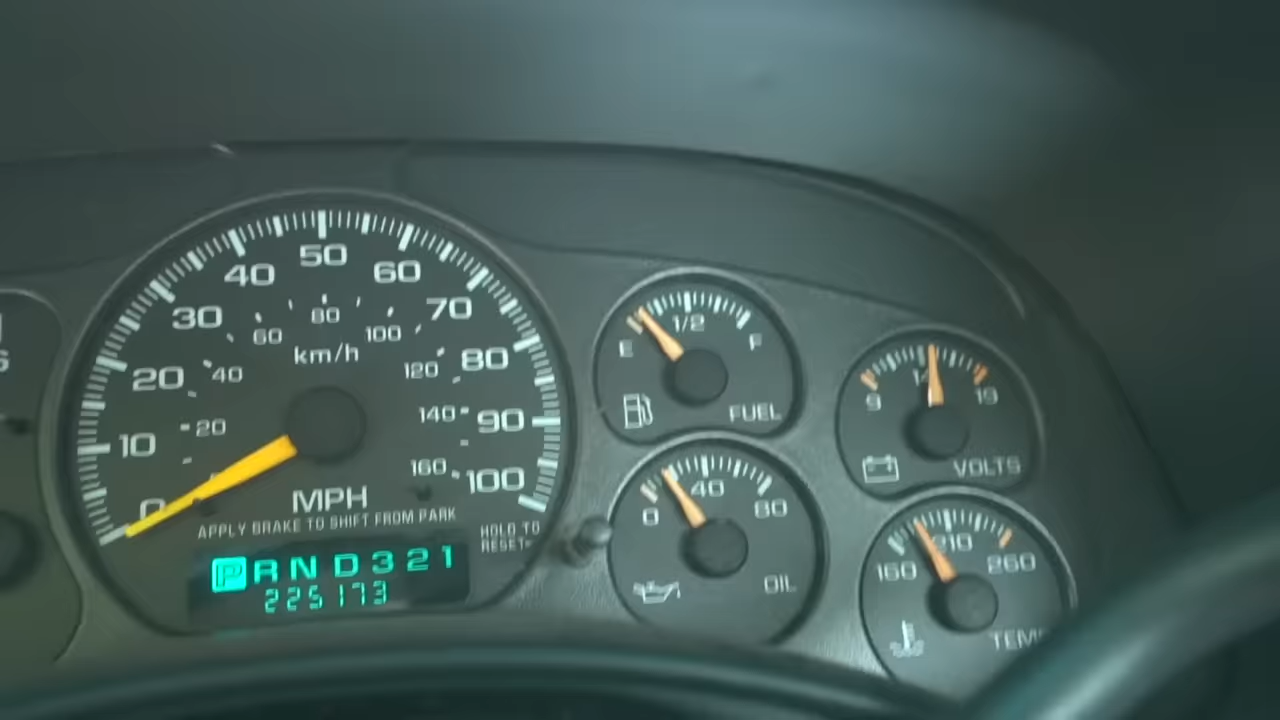 50
40
60
30
70
80
60
100
km/h
20
40
120
80
10
20
140
90
160
100
0
MPH
APPLY BRAKE TO SHIFT FROM PARK
HOLD TO
RESET
P R N D 3 2 1
225173
1/2
E
F
FUEL
9
19
VOLTS
0
40
80
OIL
210
160
260